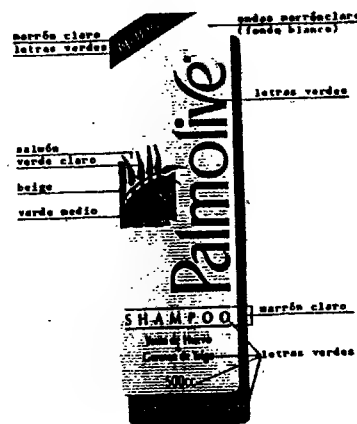 ondas marrónclaro
(fondo blanco)
marrón claro
letras verdes
letras verdes
Palmolive
salmón
verde claro
beige
verde medio
marrón claro
SHAMPOO
letras verdes
500cc